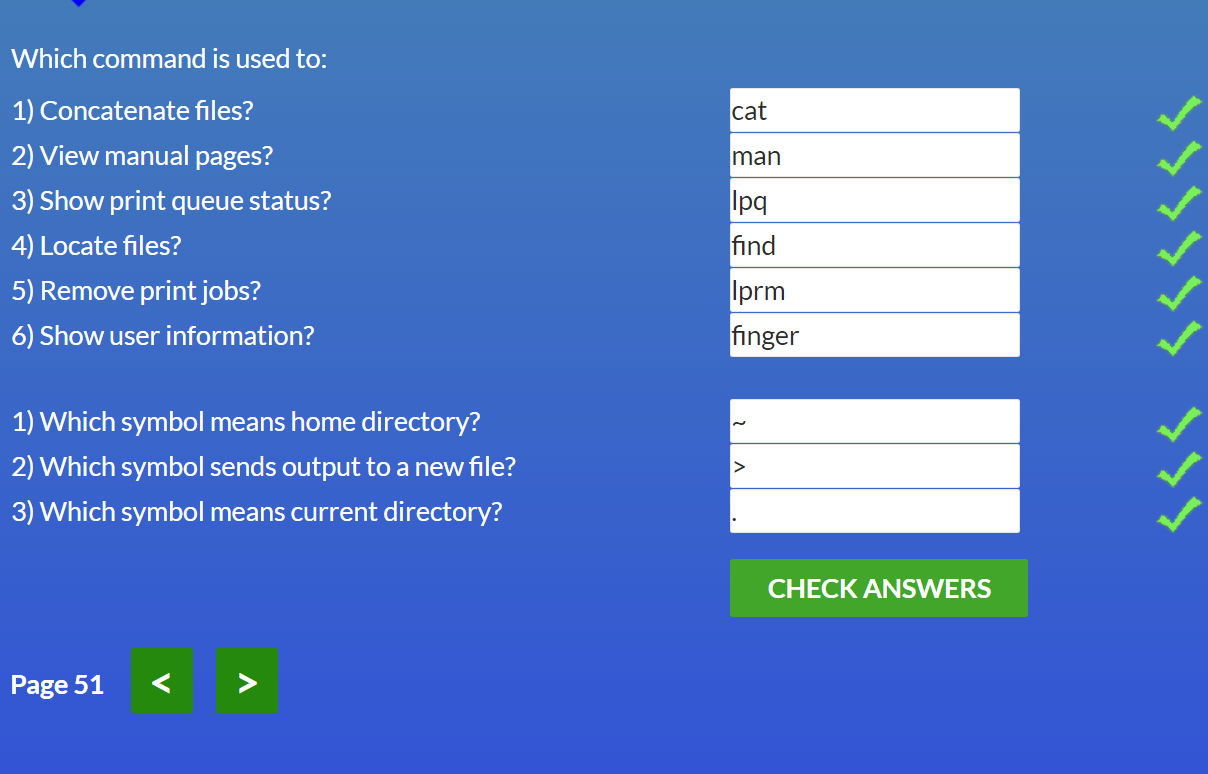 Which command is used to:
1) Concatenate files? cat
2) View manual pages? man
3) Show print queue status? lpq
4) Locate files? find
5) Remove print jobs? lprm
6) Show user information? finger
1) Which symbol means home directory? ~
2) Which symbol sends output to a new file? >
3) Which symbol means current directory? .
CHECK ANSWERS
Page 51 < >